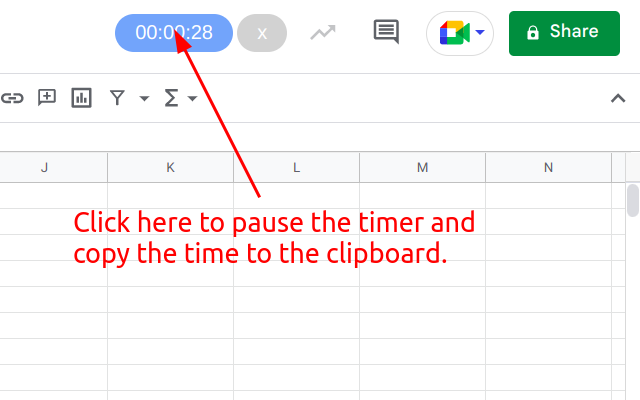 00:00:28 x Share
J K L M N
Click here to pause the timer and
copy the time to the clipboard.